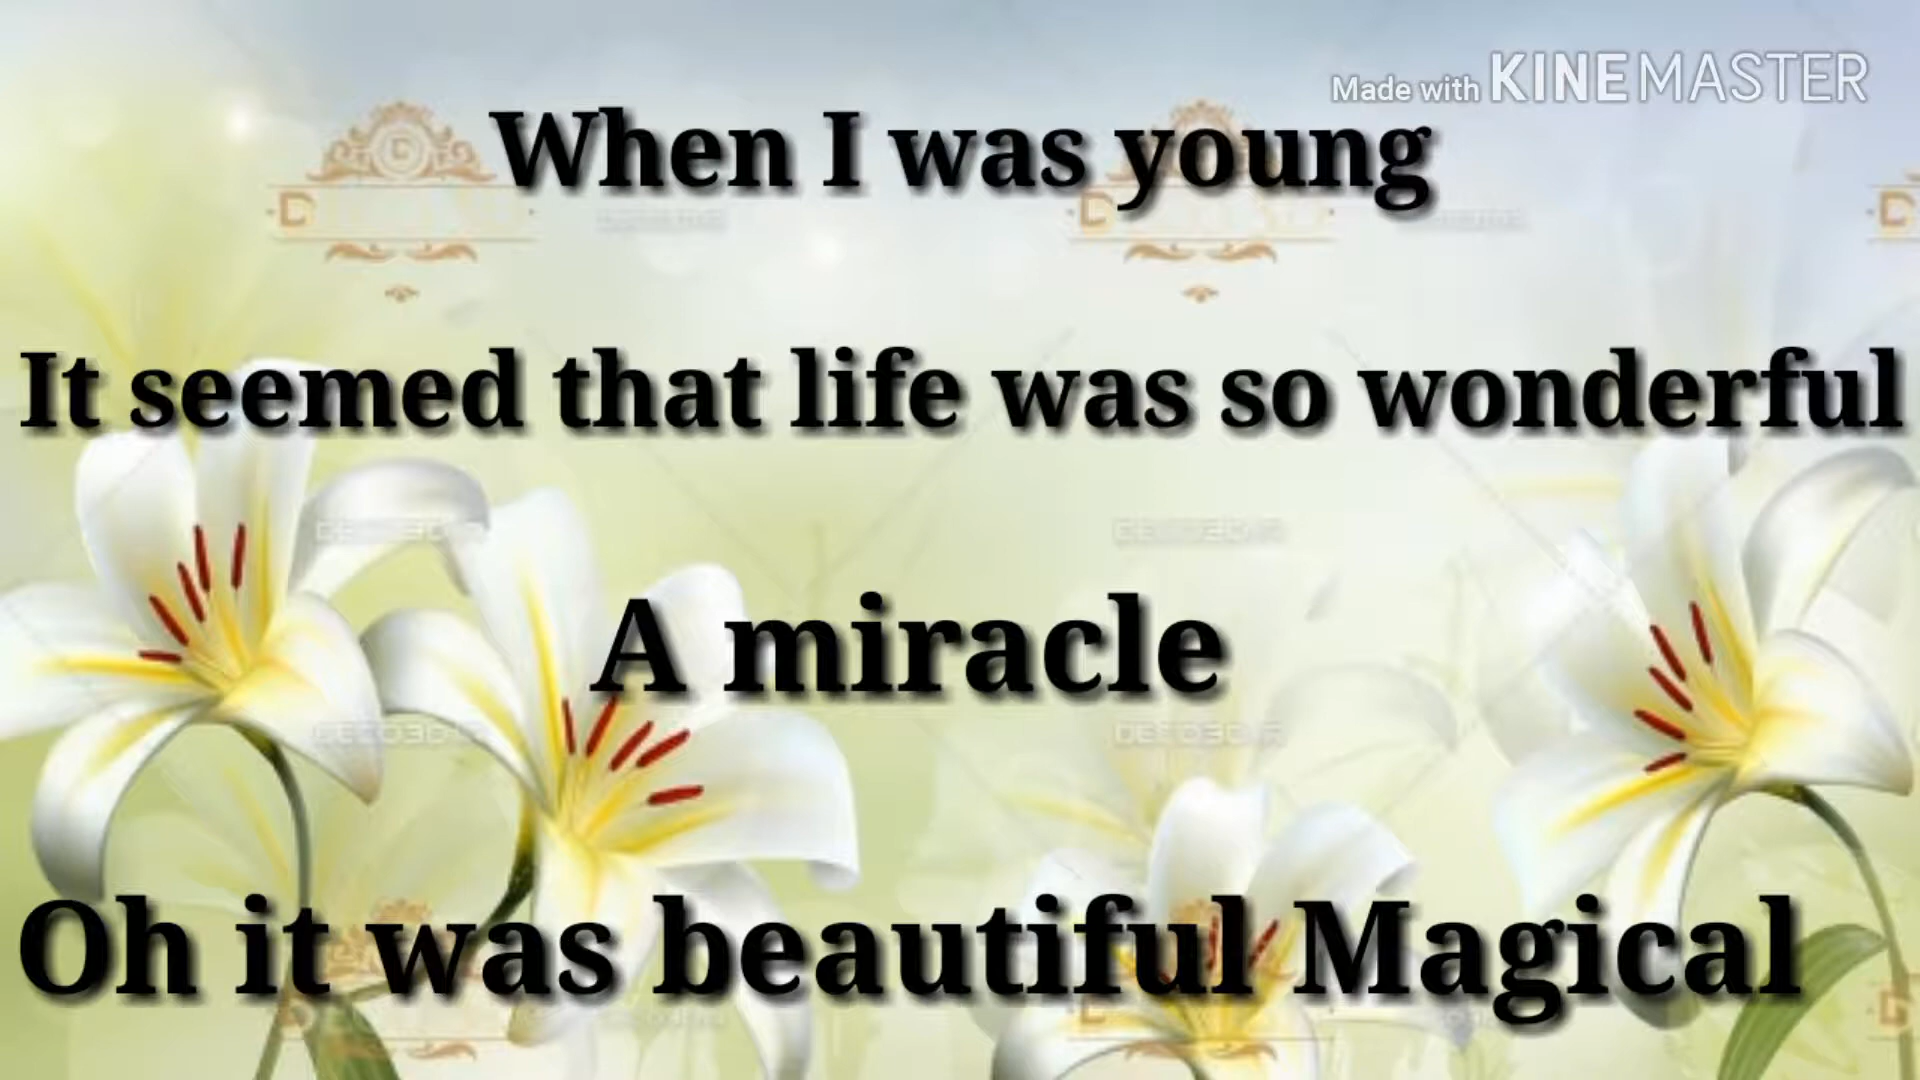 Made with KINEMASTER
When I was young
It seemed that life was so wonderful
A miracle
Oh it was beautiful Magical